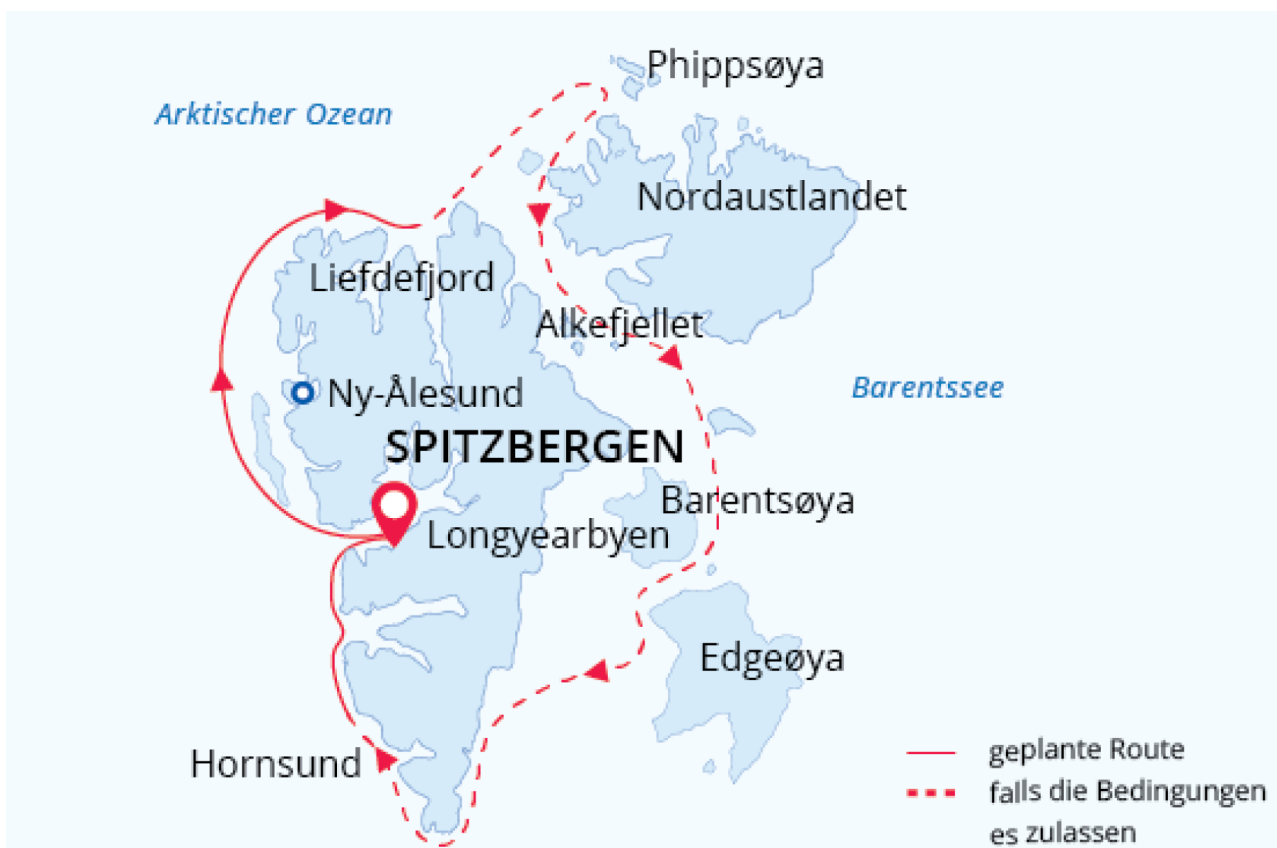 Phippsøya
Arktischer Ozean
Nordaustlandet
Liefdefjord
Alkefjellet
Ny-Ålesund
Barentssee
SPITZBERGEN
Barentsøya
Longyearbyen
Edgeøya
Hornsund
geplante Route
falls die Bedingungen
es zulassen